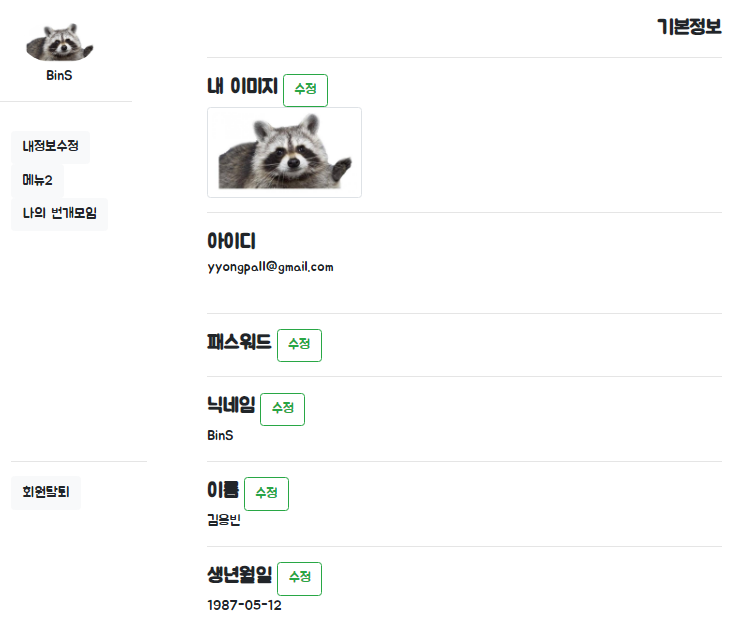 BinS
내정보수정
메뉴2
나의 번개모임
회원탈퇴
기본정보
내 이미지 수정
아이디
yyongpall@gmail.com
패스워드 수정
닉네임 수정
BinS
이름 수정
김용빈
생년월일 수정
1987-05-12